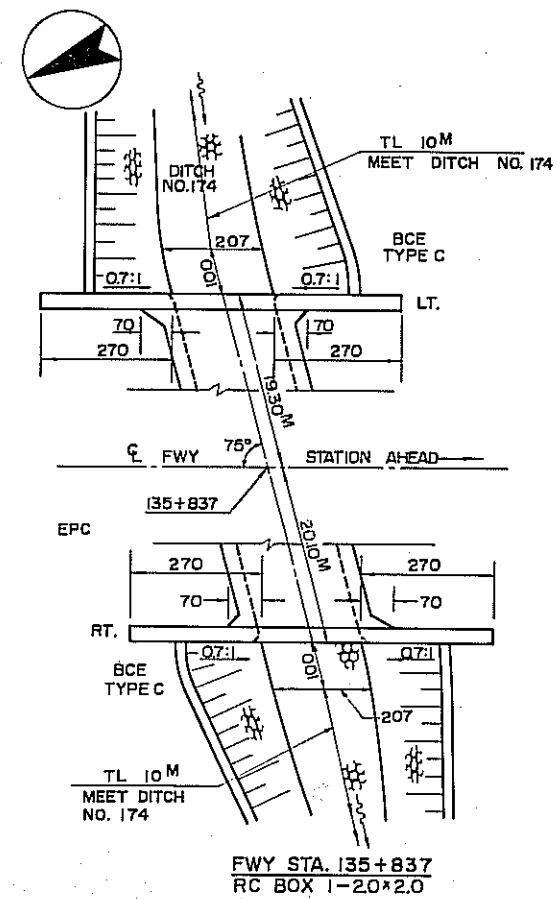 TL 10M
MEET DITCH NO. 174
DITCH
NO.174
207
BCE
TYPE C
0.7:1
100
0.7:1
LT.
70
70
270
270
19.30M
75°
℄ FWY
STATION AHEAD
135+837
EPC
20.10M
270
270
70
70
RT.
0.7:1
100
0.7:1
BCE
TYPE C
207
TL 10M
MEET DITCH
NO. 174
FWY STA. 135+837
RC BOX 1-2.0x2.0